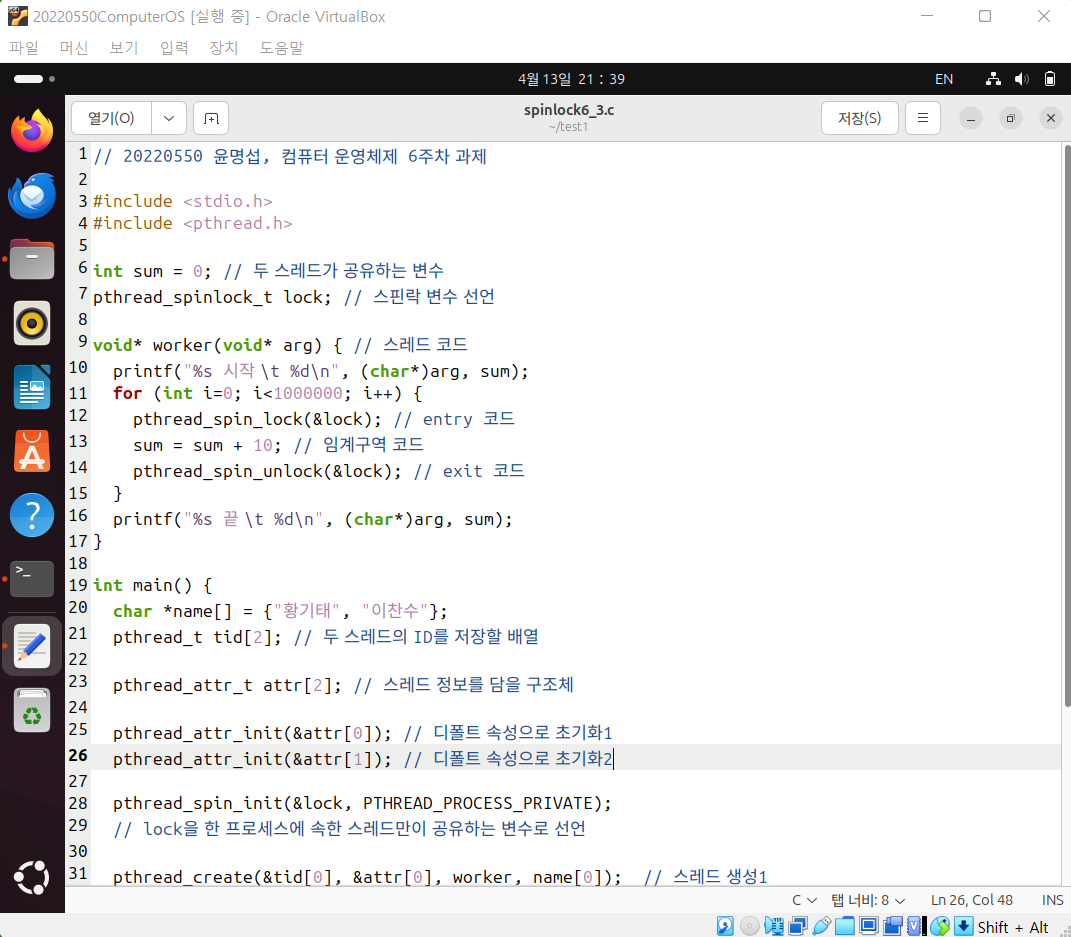 20220550ComputerOS [실행 중] - Oracle VirtualBox
파일 머신 보기 입력 장치 도움말
4월 13일 21 : 39
EN
열기(O)
spinlock6_3.c
~/test1
저장(S)
1 // 20220550 윤명섭, 컴퓨터 운영체제 6주차 과제
2
3 #include <stdio.h>
4 #include <pthread.h>
5
6 int sum = 0; // 두 스레드가 공유하는 변수
7 pthread_spinlock_t lock; // 스핀락 변수 선언
8
9 void* worker(void* arg) { // 스레드 코드
10   printf("%s 시작 \t %d\n", (char*)arg, sum);
11   for (int i=0; i<1000000; i++) {
12     pthread_spin_lock(&lock); // entry 코드
13     sum = sum + 10; // 임계구역 코드
14     pthread_spin_unlock(&lock); // exit 코드
15   }
16   printf("%s 끝 \t %d\n", (char*)arg, sum);
17 }
18
19 int main() {
20   char *name[] = {"황기태", "이찬수"};
21   pthread_t tid[2]; // 두 스레드의 ID를 저장할 배열
22
23   pthread_attr_t attr[2]; // 스레드 정보를 담을 구조체
24
25   pthread_attr_init(&attr[0]); // 디폴트 속성으로 초기화1
26   pthread_attr_init(&attr[1]); // 디폴트 속성으로 초기화2
27
28   pthread_spin_init(&lock, PTHREAD_PROCESS_PRIVATE);
29   // lock을 한 프로세스에 속한 스레드만이 공유하는 변수로 선언
30
31   pthread_create(&tid[0], &attr[0], worker, name[0]);  // 스레드 생성1
C 탭 너비: 8 Ln 26, Col 48 INS
Shift + Alt